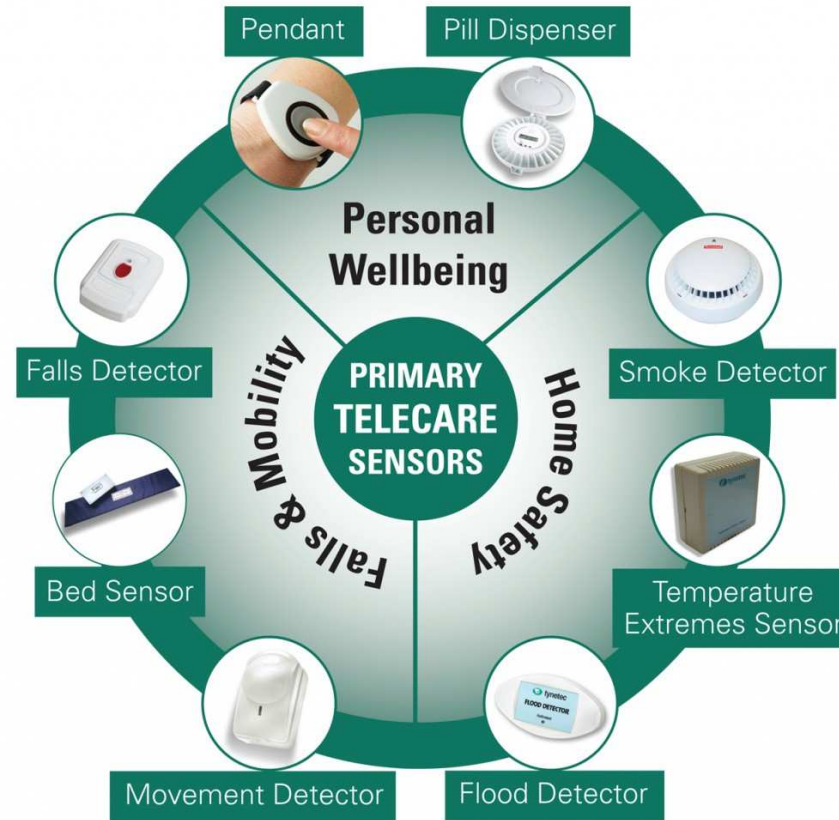 Pendant
Pill Dispenser
Personal
Wellbeing
Falls Detector
Falls & Mobility
PRIMARY
TELECARE
SENSORS
Home Safety
Smoke Detector
Bed Sensor
tynetec
Temperature
Extremes Sensor
tynetec
FLOOD DETECTOR
Movement Detector
Flood Detector